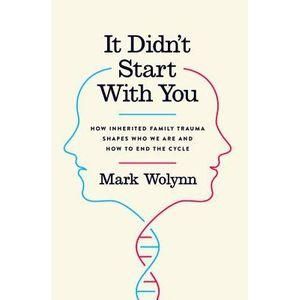 It Didn't
Start
With You
HOW INHERITED FAMILY TRAUMA
SHAPES WHO WE ARE AND
HOW TO END THE CYCLE
Mark Wolynn